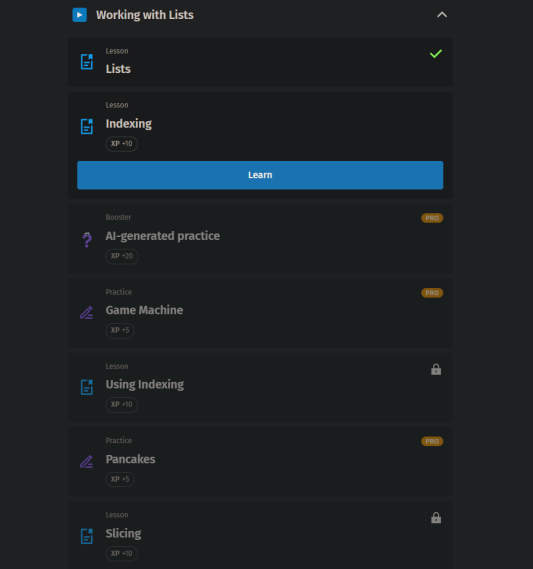 Working with Lists
Lesson
Lists
Lesson
Indexing
XP +10
Learn
Booster
PRO
AI-generated practice
XP +20
Practice
PRO
Game Machine
XP +5
Lesson
Using Indexing
XP +10
Practice
PRO
Pancakes
XP +5
Lesson
Slicing
XP +10